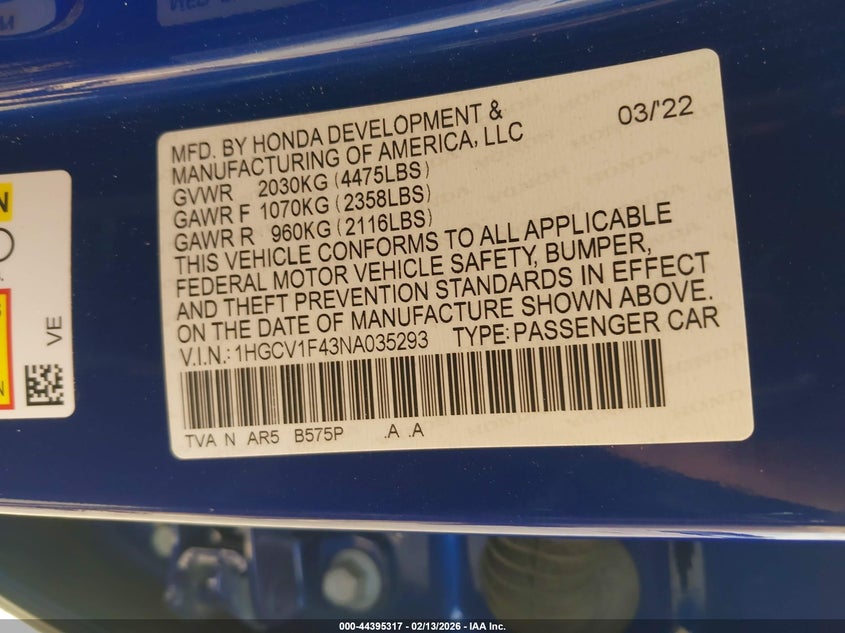 MFD. BY HONDA DEVELOPMENT &
MANUFACTURING OF AMERICA, LLC
03/'22
GVWR 2030KG (4475LBS)
GAWR F 1070KG (2358LBS)
GAWR R 960KG (2116LBS)
THIS VEHICLE CONFORMS TO ALL APPLICABLE
FEDERAL MOTOR VEHICLE SAFETY, BUMPER,
AND THEFT PREVENTION STANDARDS IN EFFECT
ON THE DATE OF MANUFACTURE SHOWN ABOVE.
V.I.N.: 1HGCV1F43NA035293 TYPE: PASSENGER CAR
TVA N AR5 B575P .A .A
VE
000-44395317 - 02/13/2026 - IAA Inc.